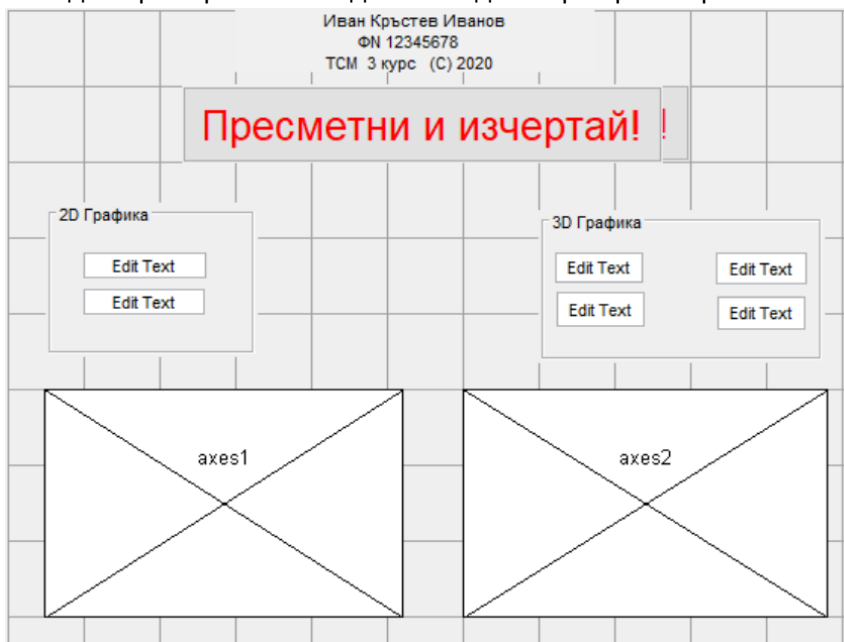 Иван Кръстев Иванов
ФN 12345678
ТСМ 3 курс (С) 2020
Пресметни и изчертай! !
2D Графика
Edit Text
Edit Text
3D Графика
Edit Text Edit Text
Edit Text Edit Text
axes1
axes2